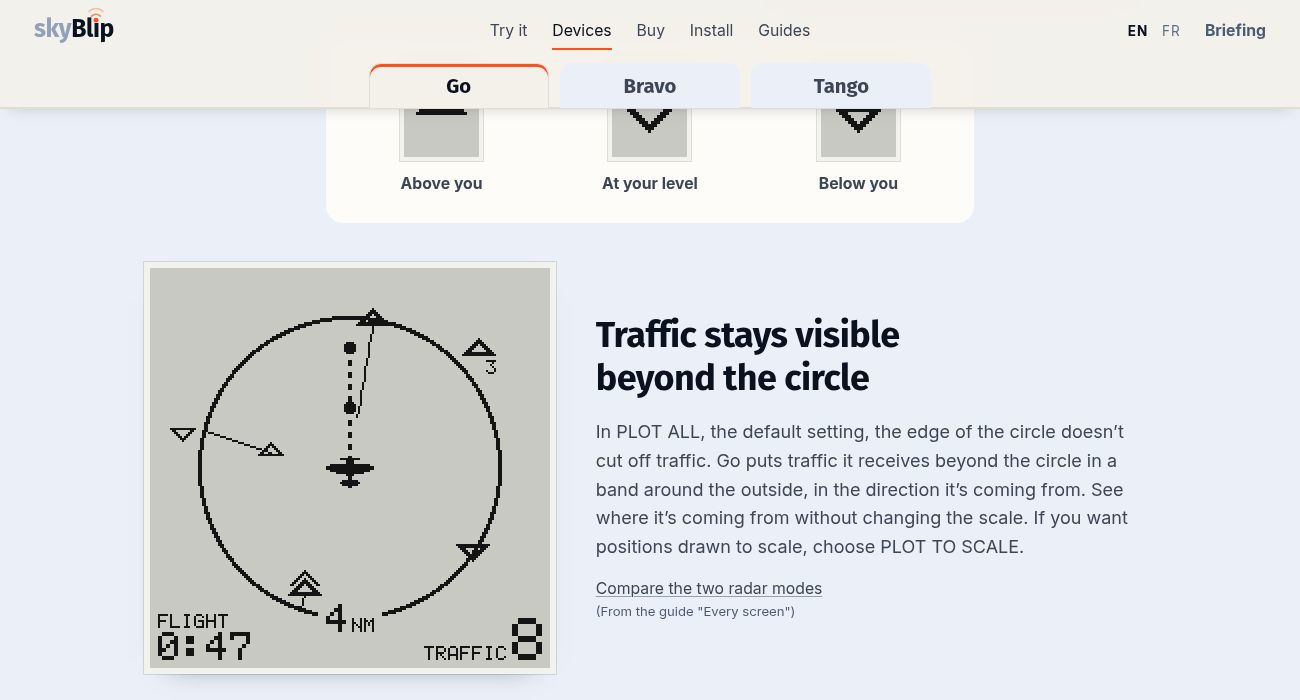 skyBlip
Try it
Devices
Buy
Install
Guides
EN
FR
Briefing
Go
Bravo
Tango
Above you
At your level
Below you
3
4 NM
FLIGHT
0:47
TRAFFIC 8
Traffic stays visible
beyond the circle
In PLOT ALL, the default setting, the edge of the circle doesn’t
cut off traffic. Go puts traffic it receives beyond the circle in a
band around the outside, in the direction it’s coming from. See
where it’s coming from without changing the scale. If you want
positions drawn to scale, choose PLOT TO SCALE.
Compare the two radar modes
(From the guide "Every screen")